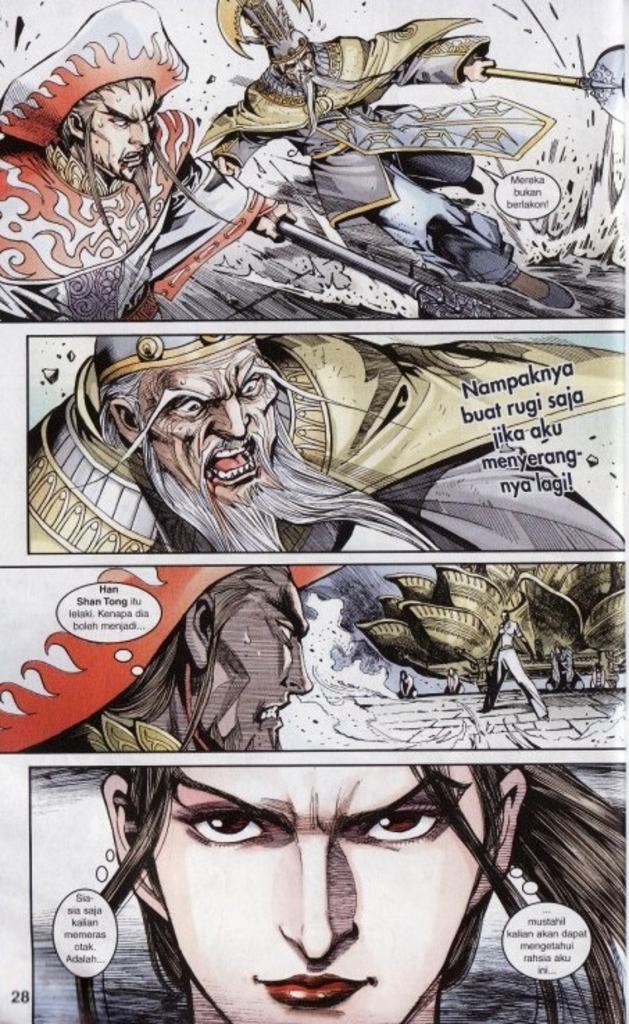 Mereka
bukan
berlakon!
Nampaknya
buat rugi saja
jika aku
menyerang-
nya lagi!
Han
Shan Tong itu
lelaki. Kenapa dia
boleh menjadi...
Sia-
sia saja
kalian
memeras
otak.
Adalah...
...
mustahil
kalian akan dapat
mengetahui
rahsia aku
ini...
28